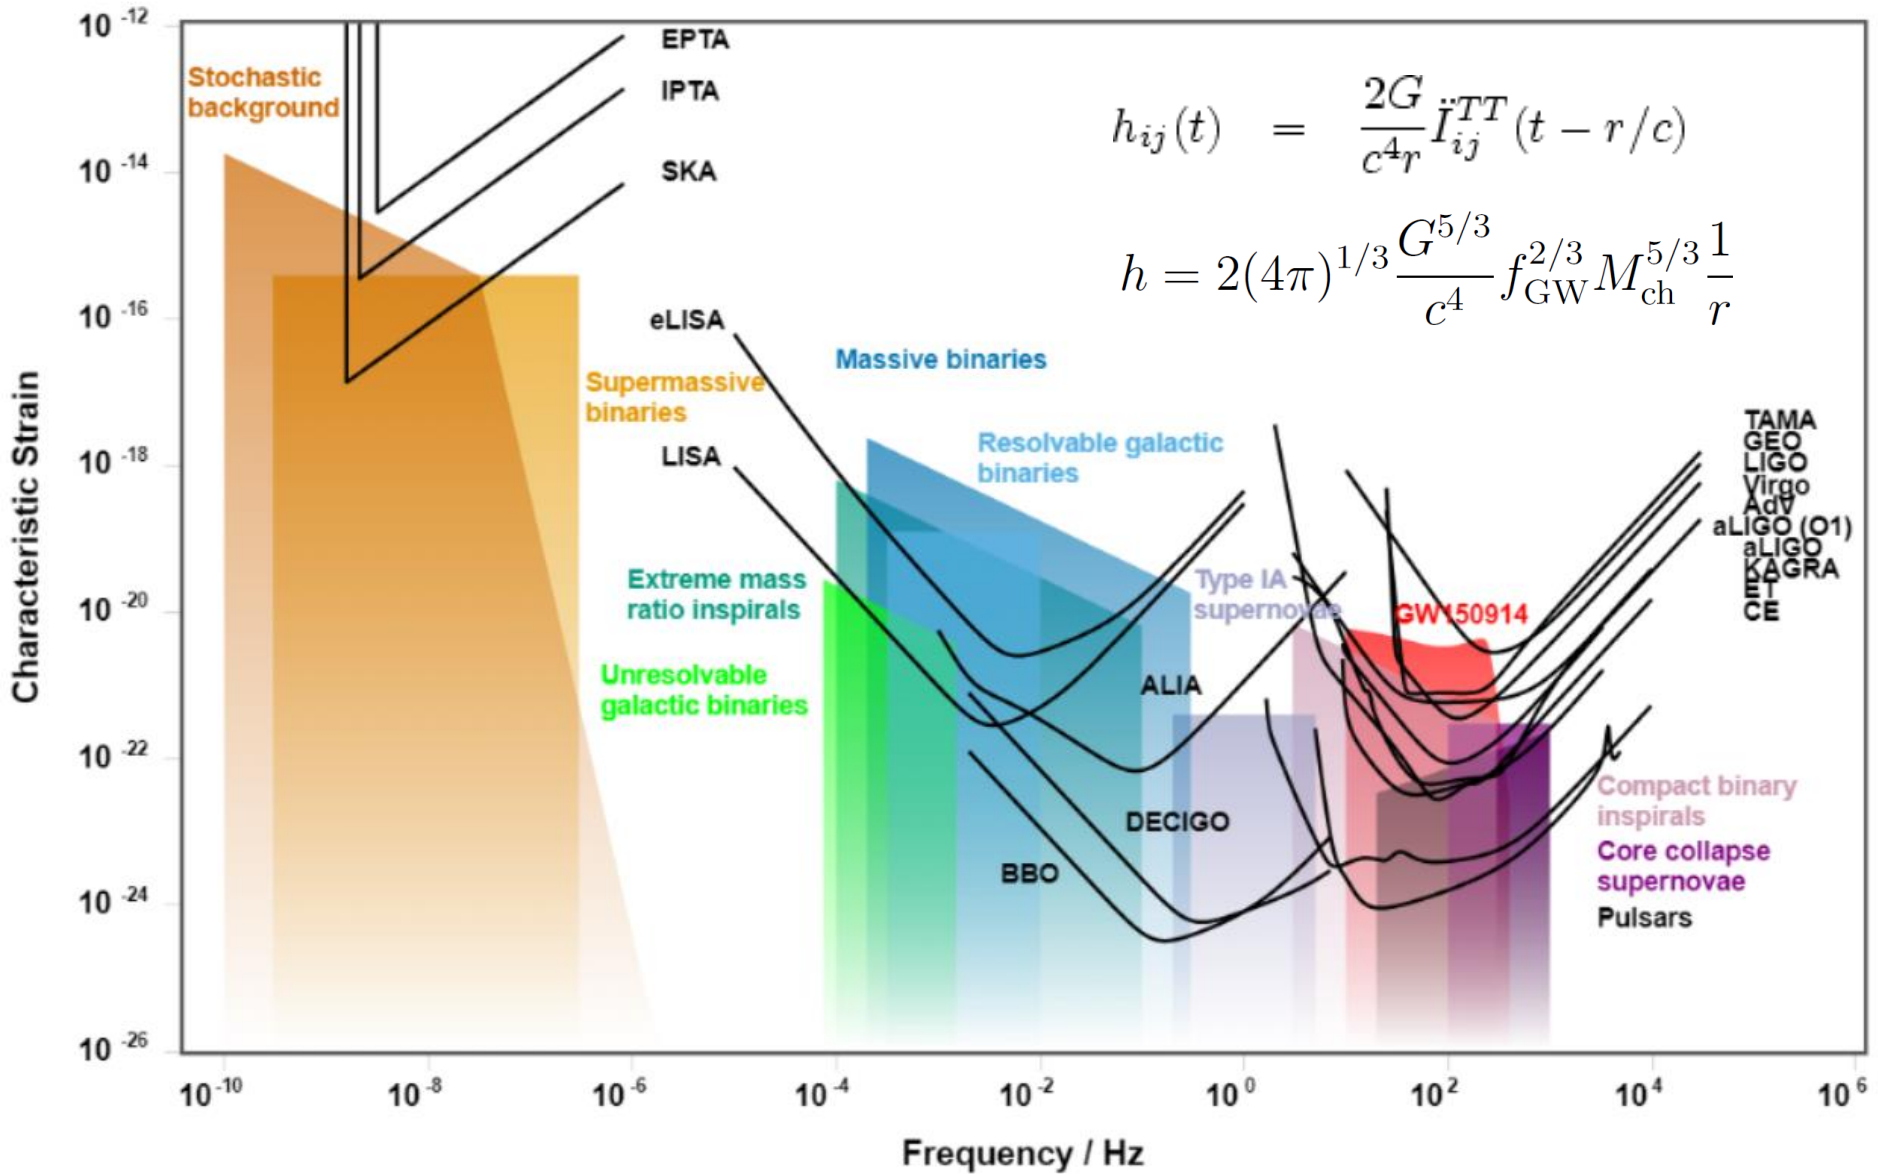 10 -12
10 -14
10 -16
10 -18
10 -20
10 -22
10 -24
10 -26
Characteristic Strain
Stochastic
background
EPTA
IPTA
SKA
h_{ij}(t) = \frac{2G}{c^4 r} \ddot{I}_{ij}^{TT}(t - r/c)
h = 2(4π)^{1/3} \frac{G^{5/3}}{c^4} f_{GW}^{2/3} M_{ch}^{5/3} \frac{1}{r}
eLISA
Massive binaries
Supermassive
binaries
LISA
Resolvable galactic
binaries
TAMA
GEO
LIGO
Virgo
AdV
aLIGO (O1)
aLIGO
KAGRA
ET
CE
Extreme mass
ratio inspirals
Type IA
supernovae
GW150914
Unresolvable
galactic binaries
ALIA
DECIGO
BBO
Compact binary
inspirals
Core collapse
supernovae
Pulsars
10 -10
10 -8
10 -6
10 -4
10 -2
10 0
10 2
10 4
10 6
Frequency / Hz